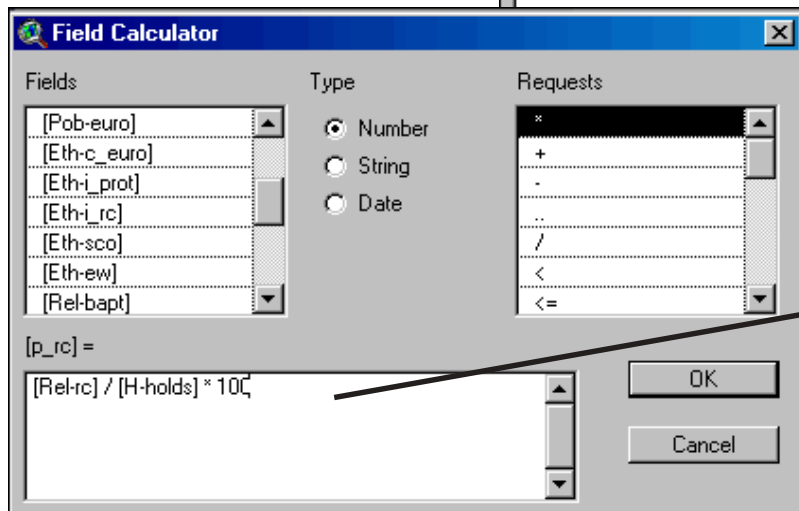 Field Calculator
Fields
Type
Requests
[Pob-euro]
[Eth-c_euro]
[Eth-i_prot]
[Eth-i_rc]
[Eth-sco]
[Eth-ew]
[Rel-bapt]
Number
String
Date
*
+
-
..
/
<
<=
[p_rc] =
[Rel-rc] / [H-holds] * 100
OK
Cancel